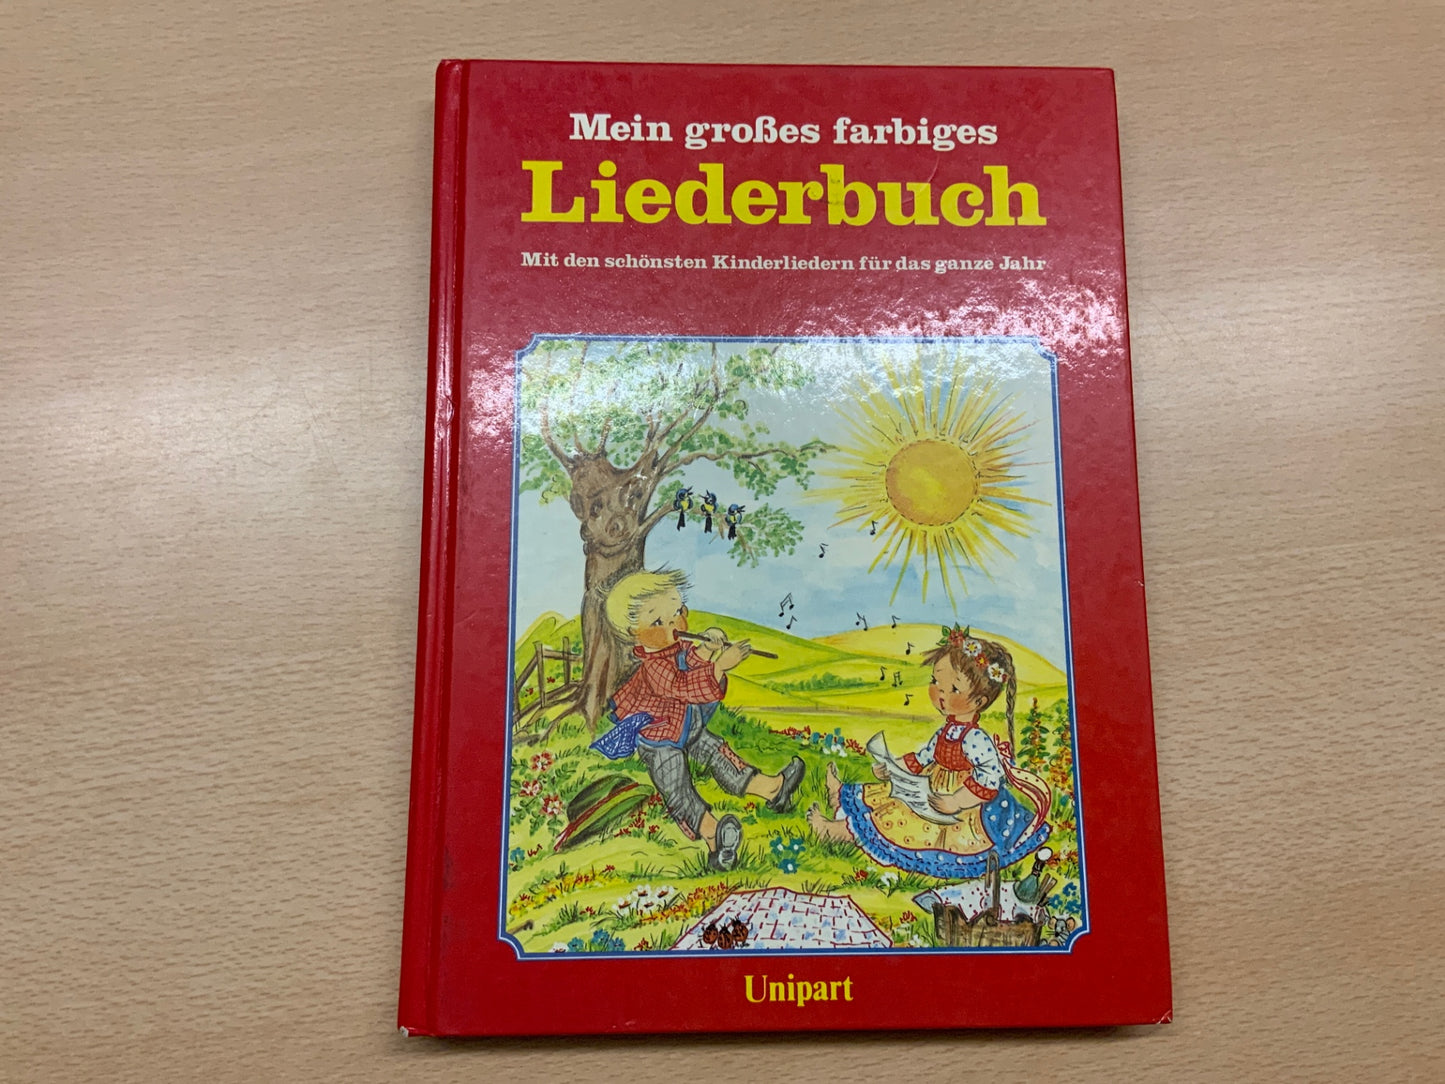 Mein großes farbiges
Liederbuch
Mit den schönsten Kinderliedern für das ganze Jahr
Unipart